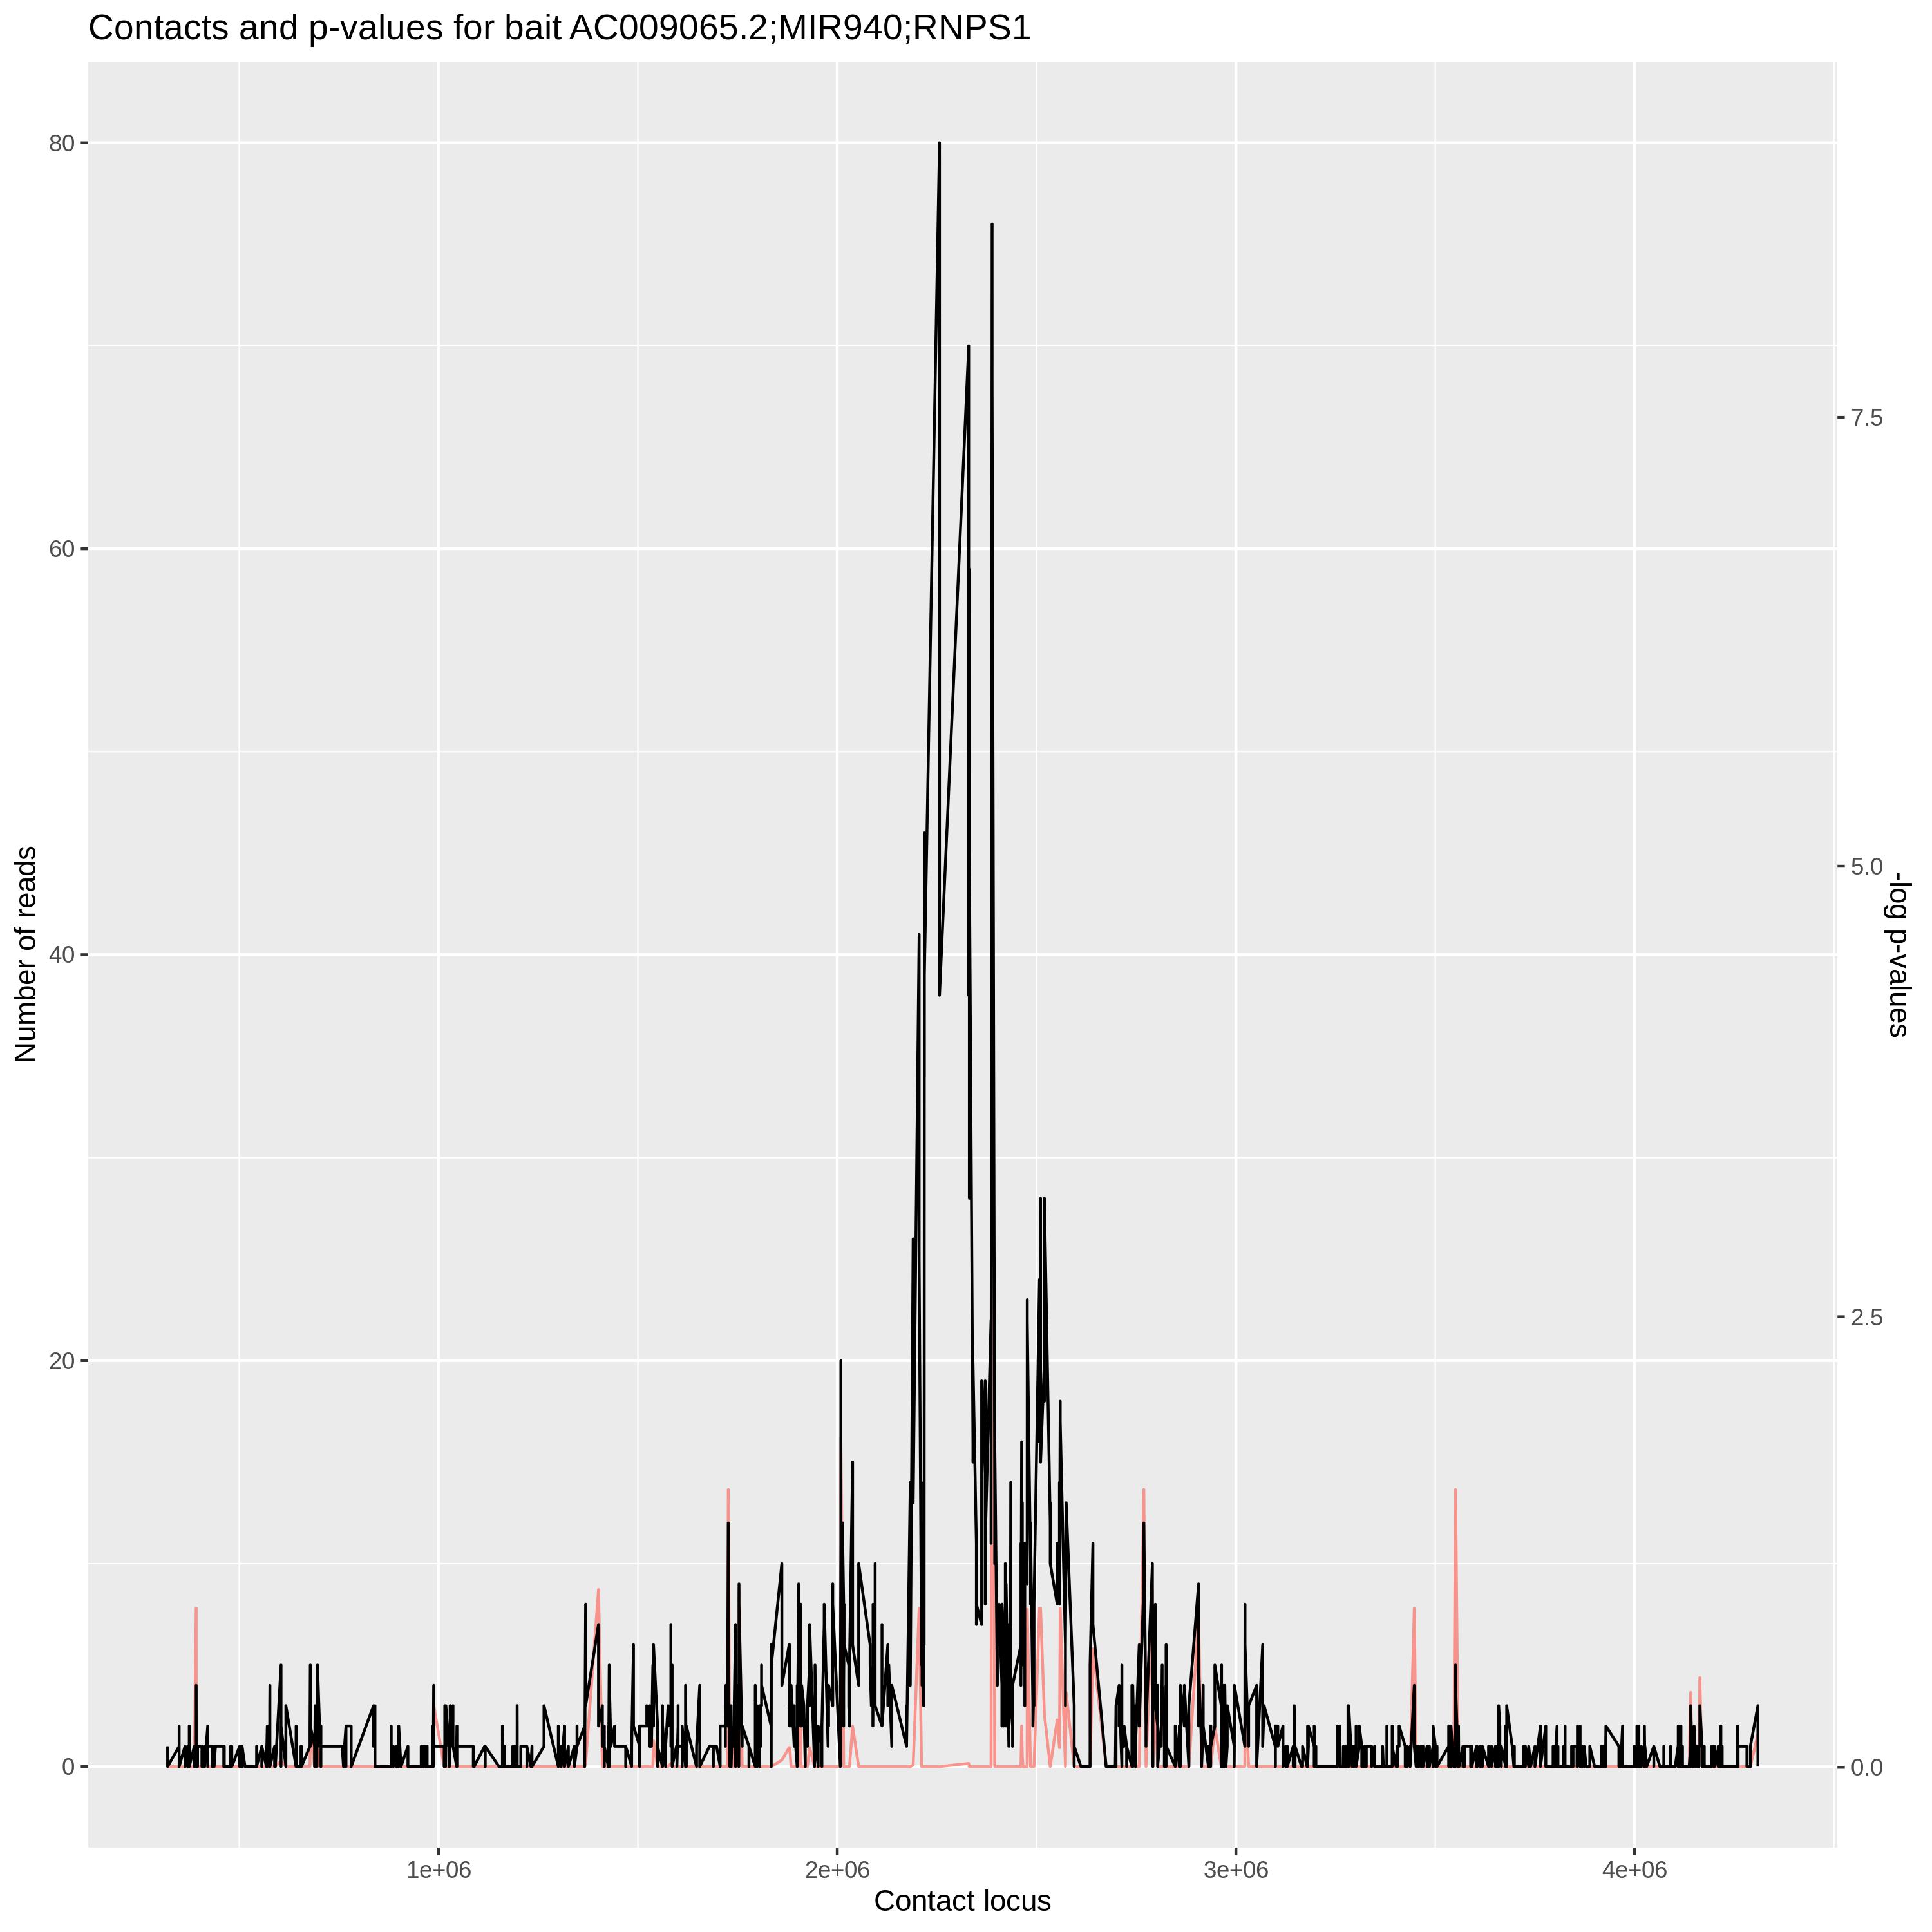 Contacts and p-values for bait AC009065.2;MIR940;RNPS1
80
60
40
20
0
Number of reads
7.5
5.0
2.5
0.0
-log p-values
1e+06
2e+06
3e+06
4e+06
Contact locus